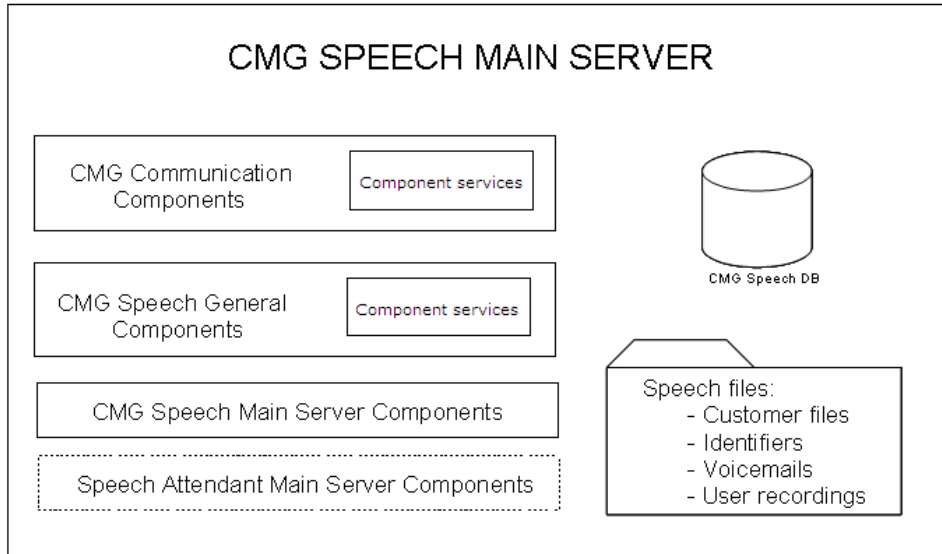 CMG SPEECH MAIN SERVER
CMG Communication
Components
Component services
CMG Speech General
Components
Component services
CMG Speech Main Server Components
Speech Attendant Main Server Components
CMG Speech DB
Speech files:
- Customer files
- Identifiers
- Voicemails
- User recordings